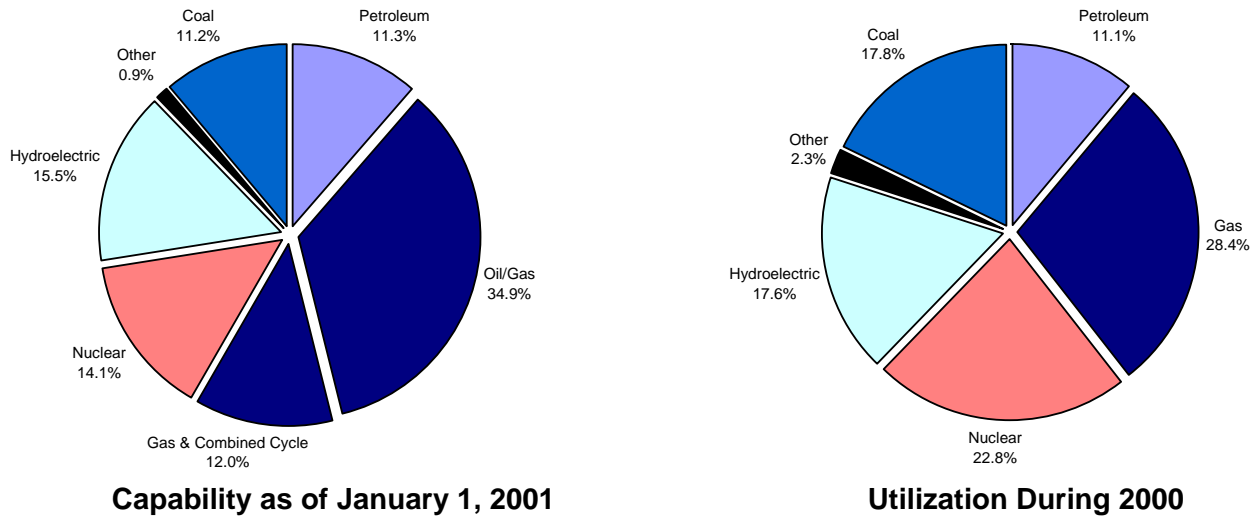 Coal
11.2%
Petroleum
11.3%
Other
0.9%
Hydroelectric
15.5%
Oil/Gas
34.9%
Nuclear
14.1%
Gas & Combined Cycle
12.0%
Capability as of January 1, 2001
Petroleum
11.1%
Coal
17.8%
Other
2.3%
Gas
28.4%
Hydroelectric
17.6%
Nuclear
22.8%
Utilization During 2000